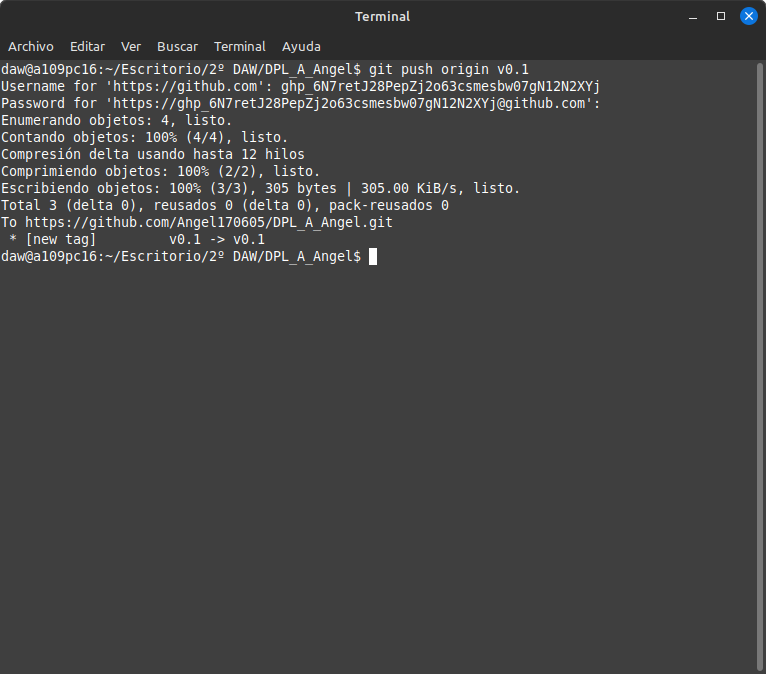 Terminal
Archivo Editar Ver Buscar Terminal Ayuda
daw@a109pc16:~/Escritorio/2º DAW/DPL_A_Angel$ git push origin v0.1
Username for 'https://github.com': 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
Password for 'https://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@github.com':
Enumerando objetos: 4, listo.
Contando objetos: 100% (4/4), listo.
Compresión delta usando hasta 12 hilos
Comprimiendo objetos: 100% (2/2), listo.
Escribiendo objetos: 100% (3/3), 305 bytes | 305.00 KiB/s, listo.
Total 3 (delta 0), reusados 0 (delta 0), pack-reusados 0
To https://github.com/Angel170605/DPL_A_Angel.git
 * [new tag]         v0.1 -> v0.1
daw@a109pc16:~/Escritorio/2º DAW/DPL_A_Angel$